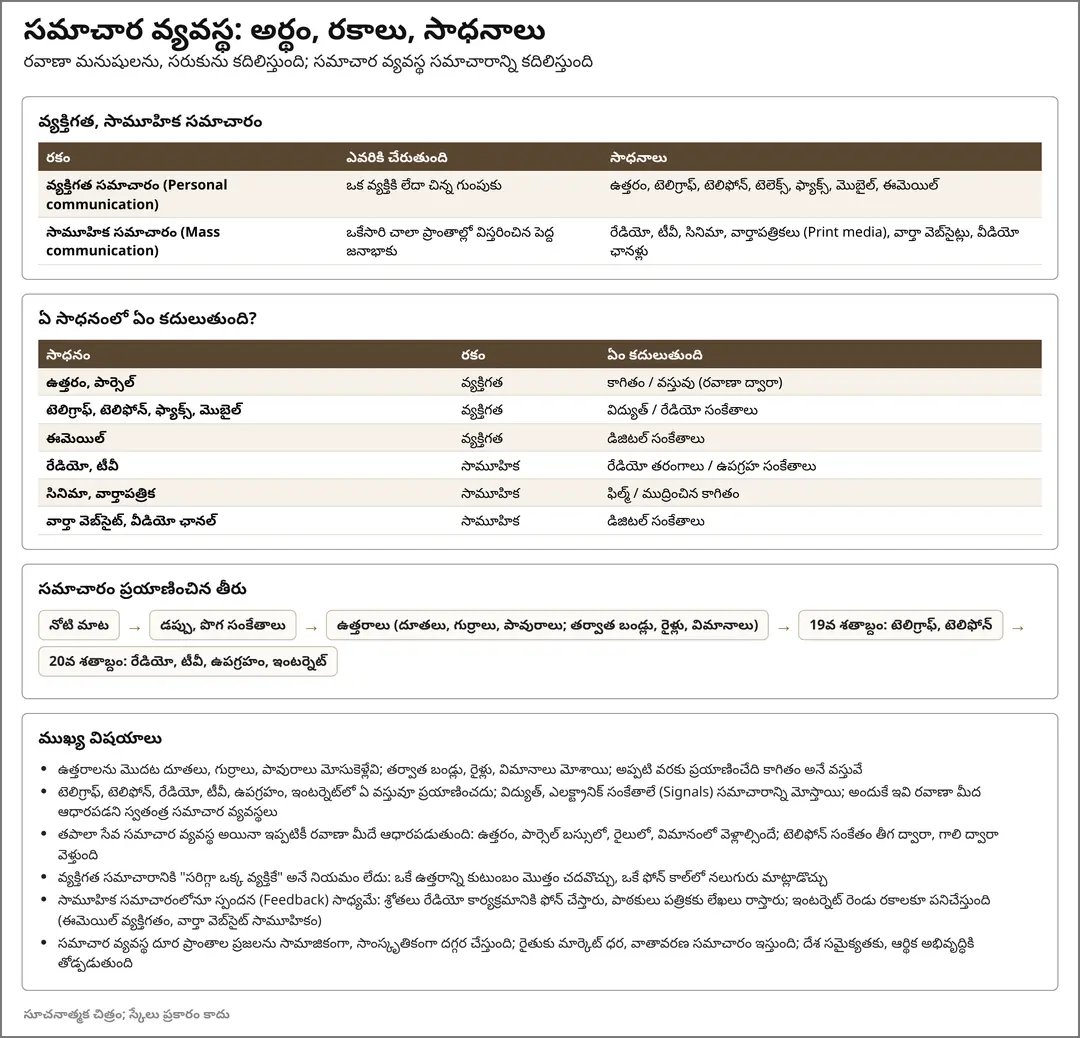 సమాచార వ్యవస్థ: అర్థం, రకాలు, సాధనాలు
రవాణా మనుషులను, సరుకును కదిలిస్తుంది; సమాచార వ్యవస్థ సమాచారాన్ని కదిలిస్తుంది
వ్యక్తిగత, సామూహిక సమాచారం
రకం ఎవరికి చేరుతుంది సాధనాలు
వ్యక్తిగత సమాచారం (Personal communication) ఒక వ్యక్తికి లేదా చిన్న గుంపుకు ఉత్తరం, టెలిగ్రాఫ్, టెలిఫోన్, టెలెక్స్, ఫ్యాక్స్, మొబైల్, ఈమెయిల్
సామూహిక సమాచారం (Mass communication) ఒకేసారి చాలా ప్రాంతాల్లో విస్తరించిన పెద్ద జనాభాకు రేడియో, టీవీ, సినిమా, వార్తాపత్రికలు (Print media), వార్తా వెబ్‌సైట్లు, వీడియో ఛానళ్లు
ఏ సాధనంలో ఏం కదులుతుంది?
సాధనం రకం ఏం కదులుతుంది
ఉత్తరం, పార్సెల్ వ్యక్తిగత కాగితం / వస్తువు (రవాణా ద్వారా)
టెలిగ్రాఫ్, టెలిఫోన్, ఫ్యాక్స్, మొబైల్ వ్యక్తిగత విద్యుత్ / రేడియో సంకేతాలు
ఈమెయిల్ వ్యక్తిగత డిజిటల్ సంకేతాలు
రేడియో, టీవీ సామూహిక రేడియో తరంగాలు / ఉపగ్రహ సంకేతాలు
సినిమా, వార్తాపత్రిక సామూహిక ఫిల్మ్ / ముద్రించిన కాగితం
వార్తా వెబ్‌సైట్, వీడియో ఛానల్ సామూహిక డిజిటల్ సంకేతాలు
సమాచారం ప్రయాణించిన తీరు
నోటి మాట → డప్పు, పొగ సంకేతాలు → ఉత్తరాలు (దూతలు, గుర్రాలు, పావురాలు; తర్వాత బండ్లు, రైళ్లు, విమానాలు) → 19వ శతాబ్దం: టెలిగ్రాఫ్, టెలిఫోన్ →
20వ శతాబ్దం: రేడియో, టీవీ, ఉపగ్రహం, ఇంటర్నెట్
ముఖ్య విషయాలు
• ఉత్తరాలను మొదట దూతలు, గుర్రాలు, పావురాలు మోసుకెళ్లేవి; తర్వాత బండ్లు, రైళ్లు, విమానాలు మోశాయి; అప్పటి వరకు ప్రయాణించేది కాగితం అనే వస్తువే
• టెలిగ్రాఫ్, టెలిఫోన్, రేడియో, టీవీ, ఉపగ్రహం, ఇంటర్నెట్‌లో ఏ వస్తువూ ప్రయాణించదు; విద్యుత్, ఎలక్ట్రానిక్ సంకేతాలే (Signals) సమాచారాన్ని మోస్తాయి; అందుకే ఇవి రవాణా మీద
ఆధారపడని స్వతంత్ర సమాచార వ్యవస్థలు
• తపాలా సేవ సమాచార వ్యవస్థ అయినా ఇప్పటికీ రవాణా మీదే ఆధారపడుతుంది: ఉత్తరం, పార్సెల్ బస్సులో, రైలులో, విమానంలో వెళ్లాల్సిందే; టెలిఫోన్ సంకేతం తీగ ద్వారా, గాలి ద్వారా
వెళ్తుంది
• వ్యక్తిగత సమాచారానికి "సరిగ్గా ఒక్క వ్యక్తికే" అనే నియమం లేదు: ఒకే ఉత్తరాన్ని కుటుంబం మొత్తం చదవొచ్చు, ఒకే ఫోన్ కాల్‌లో నలుగురు మాట్లాడొచ్చు
• సామూహిక సమాచారంలోనూ స్పందన (Feedback) సాధ్యమే: శ్రోతలు రేడియో కార్యక్రమానికి ఫోన్ చేస్తారు, పాఠకులు పత్రికకు లేఖలు రాస్తారు; ఇంటర్నెట్ రెండు రకాలకూ పనిచేస్తుంది
(ఈమెయిల్ వ్యక్తిగతం, వార్తా వెబ్‌సైట్ సామూహికం)
• సమాచార వ్యవస్థ దూర ప్రాంతాల ప్రజలను సామాజికంగా, సాంస్కృతికంగా దగ్గర చేస్తుంది; రైతుకు మార్కెట్ ధర, వాతావరణ సమాచారం ఇస్తుంది; దేశ సమైక్యతకు, ఆర్థిక అభివృద్ధికి
తోడ్పడుతుంది
సూచనాత్మక చిత్రం; స్కేలు ప్రకారం కాదు